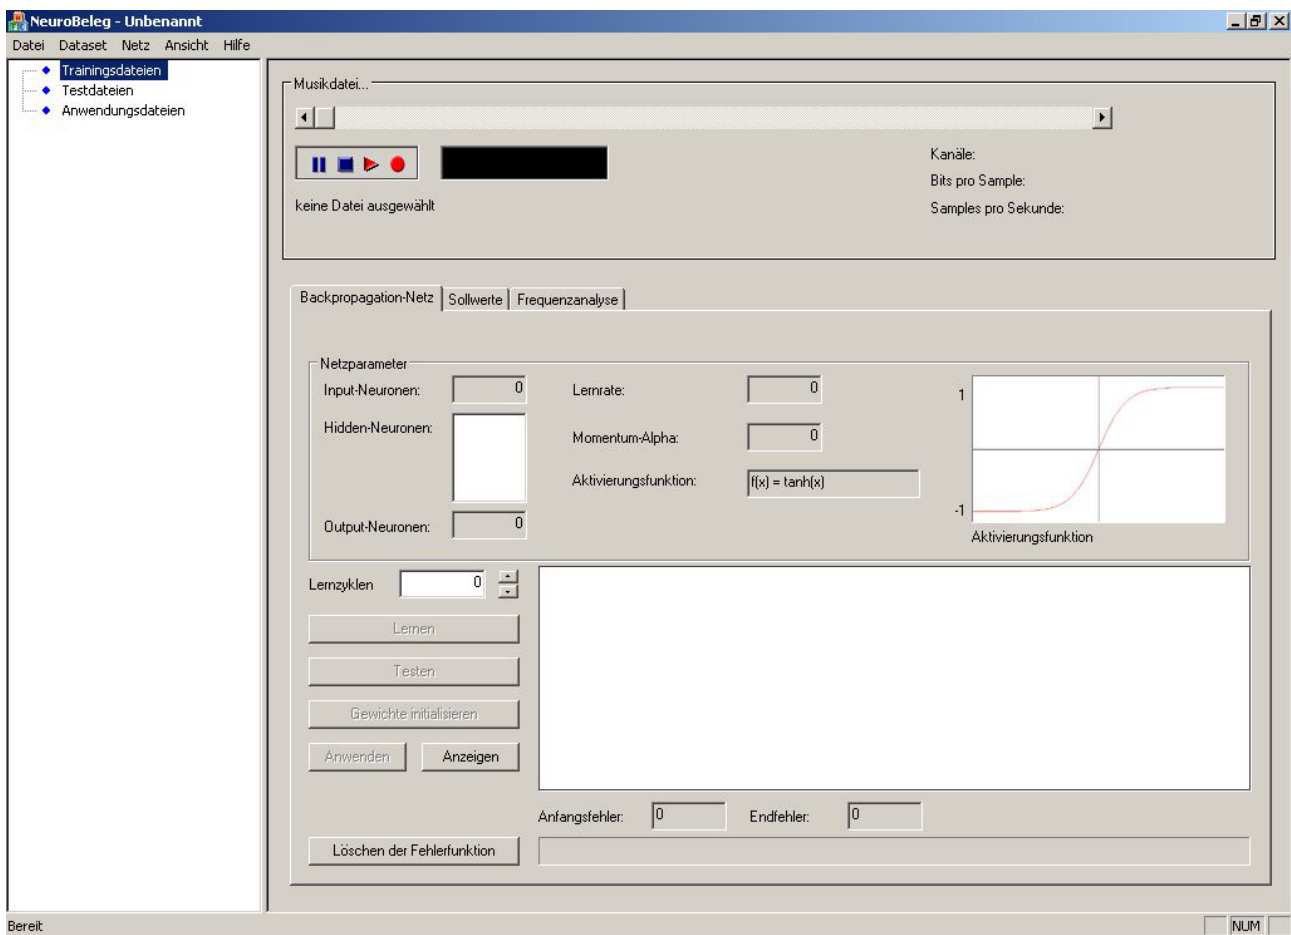 NeuroBeleg - Unbenannt
Datei Dataset Netz Ansicht Hilfe
Trainingsdateien
Testdateien
Anwendungsdateien
Musikdatei...
keine Datei ausgewählt
Kanäle:
Bits pro Sample:
Samples pro Sekunde:
Backpropagation-Netz Sollwerte Frequenzanalyse
Netzparameter
Input-Neuronen: 0
Hidden-Neuronen:
Output-Neuronen: 0
Lernrate: 0
Momentum-Alpha: 0
Aktivierungsfunktion: f(x) = tanh(x)
1
-1
Aktivierungsfunktion
Lernzyklen 0
Lernen
Testen
Gewichte initialisieren
Anwenden Anzeigen
Anfangsfehler: 0 Endfehler: 0
Löschen der Fehlerfunktion
Bereit NUM